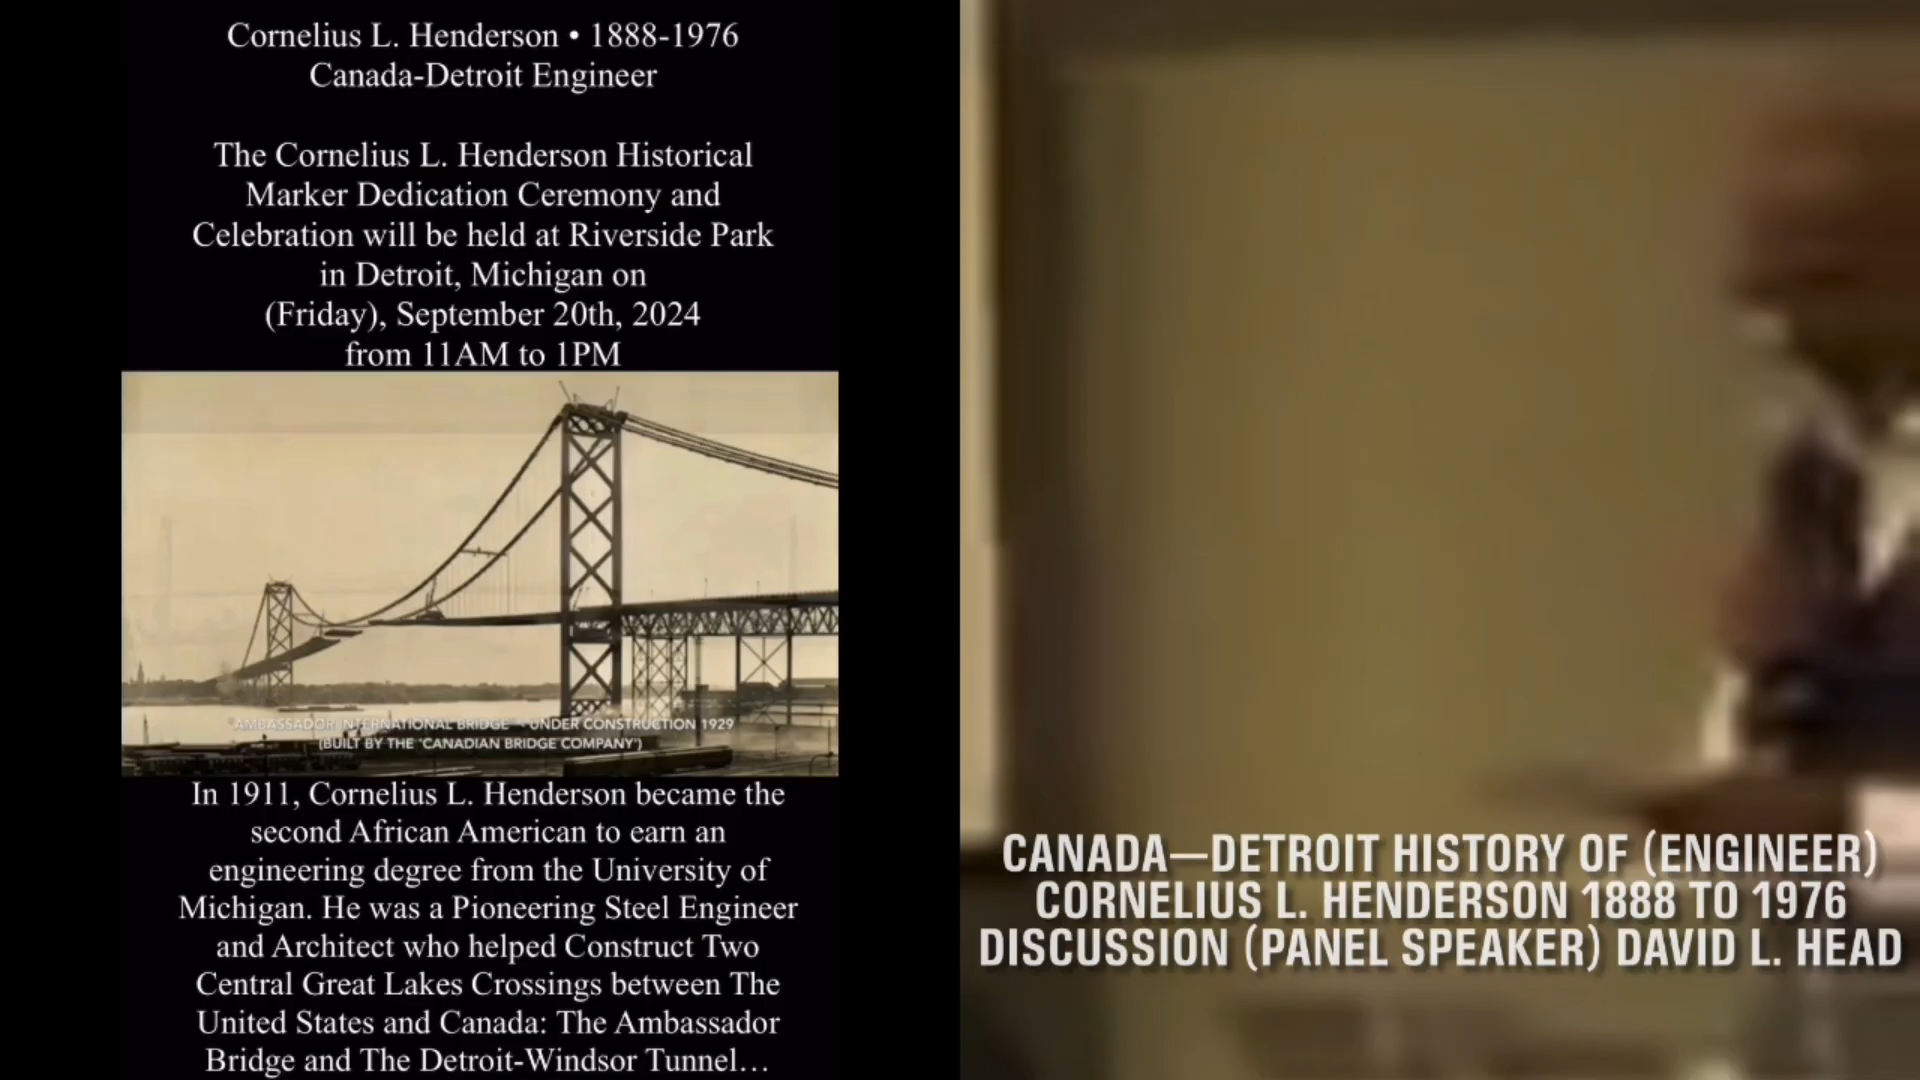 Cornelius L. Henderson • 1888-1976
Canada-Detroit Engineer
The Cornelius L. Henderson Historical
Marker Dedication Ceremony and
Celebration will be held at Riverside Park
in Detroit, Michigan on
(Friday), September 20th, 2024
from 11AM to 1PM
"AMBASSADOR INTERNATIONAL BRIDGE" - UNDER CONSTRUCTION 1929
(BUILT BY THE 'CANADIAN BRIDGE COMPANY')
In 1911, Cornelius L. Henderson became the
second African American to earn an
engineering degree from the University of
Michigan. He was a Pioneering Steel Engineer
and Architect who helped Construct Two
Central Great Lakes Crossings between The
United States and Canada: The Ambassador
Bridge and The Detroit-Windsor Tunnel…
CANADA—DETROIT HISTORY OF (ENGINEER)
CORNELIUS L. HENDERSON 1888 TO 1976
DISCUSSION (PANEL SPEAKER) DAVID L. HEAD